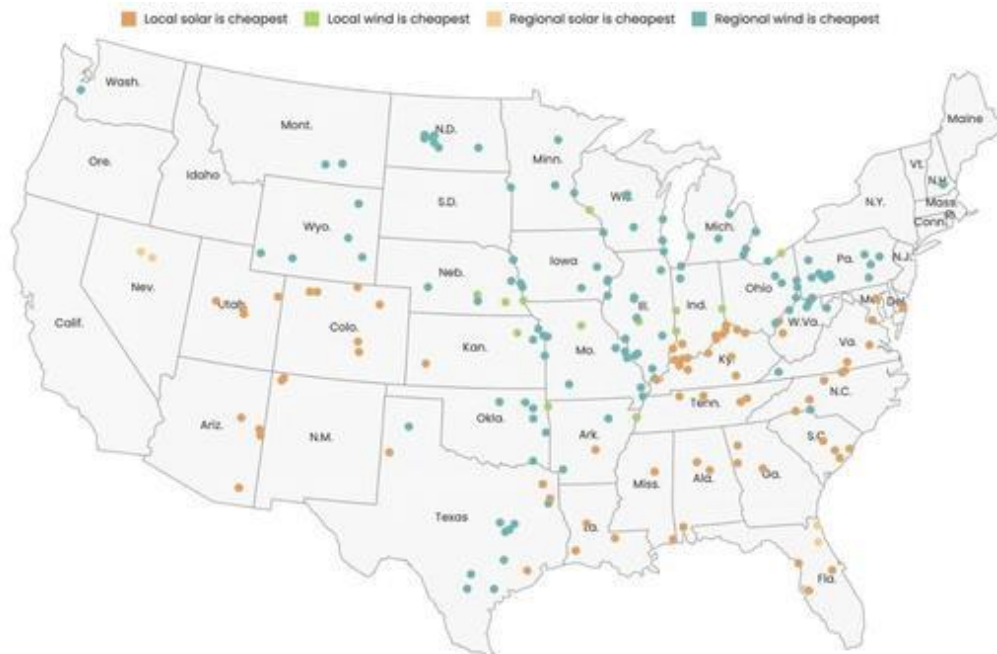 Local solar is cheapest Local wind is cheapest Regional solar is cheapest Regional wind is cheapest
Wash.
Maine
Mont.
N.D.
Minn.
Ore.
Idaho
Vt.
N.H.
S.D.
Wis.
N.Y.
Mass.
Wyo.
Mich.
Conn.
R.I.
Iowa
Pa.
N.J.
Neb.
Nev.
Ohio
Utah
Ill.
Ind.
Md.
Del.
Calif.
Colo.
W.Va.
Kan.
Mo.
Va.
Ky.
N.C.
Tenn.
Okla.
Ariz.
N.M.
Ark.
S.C.
Miss.
Ala.
Ga.
Texas
La.
Fla.